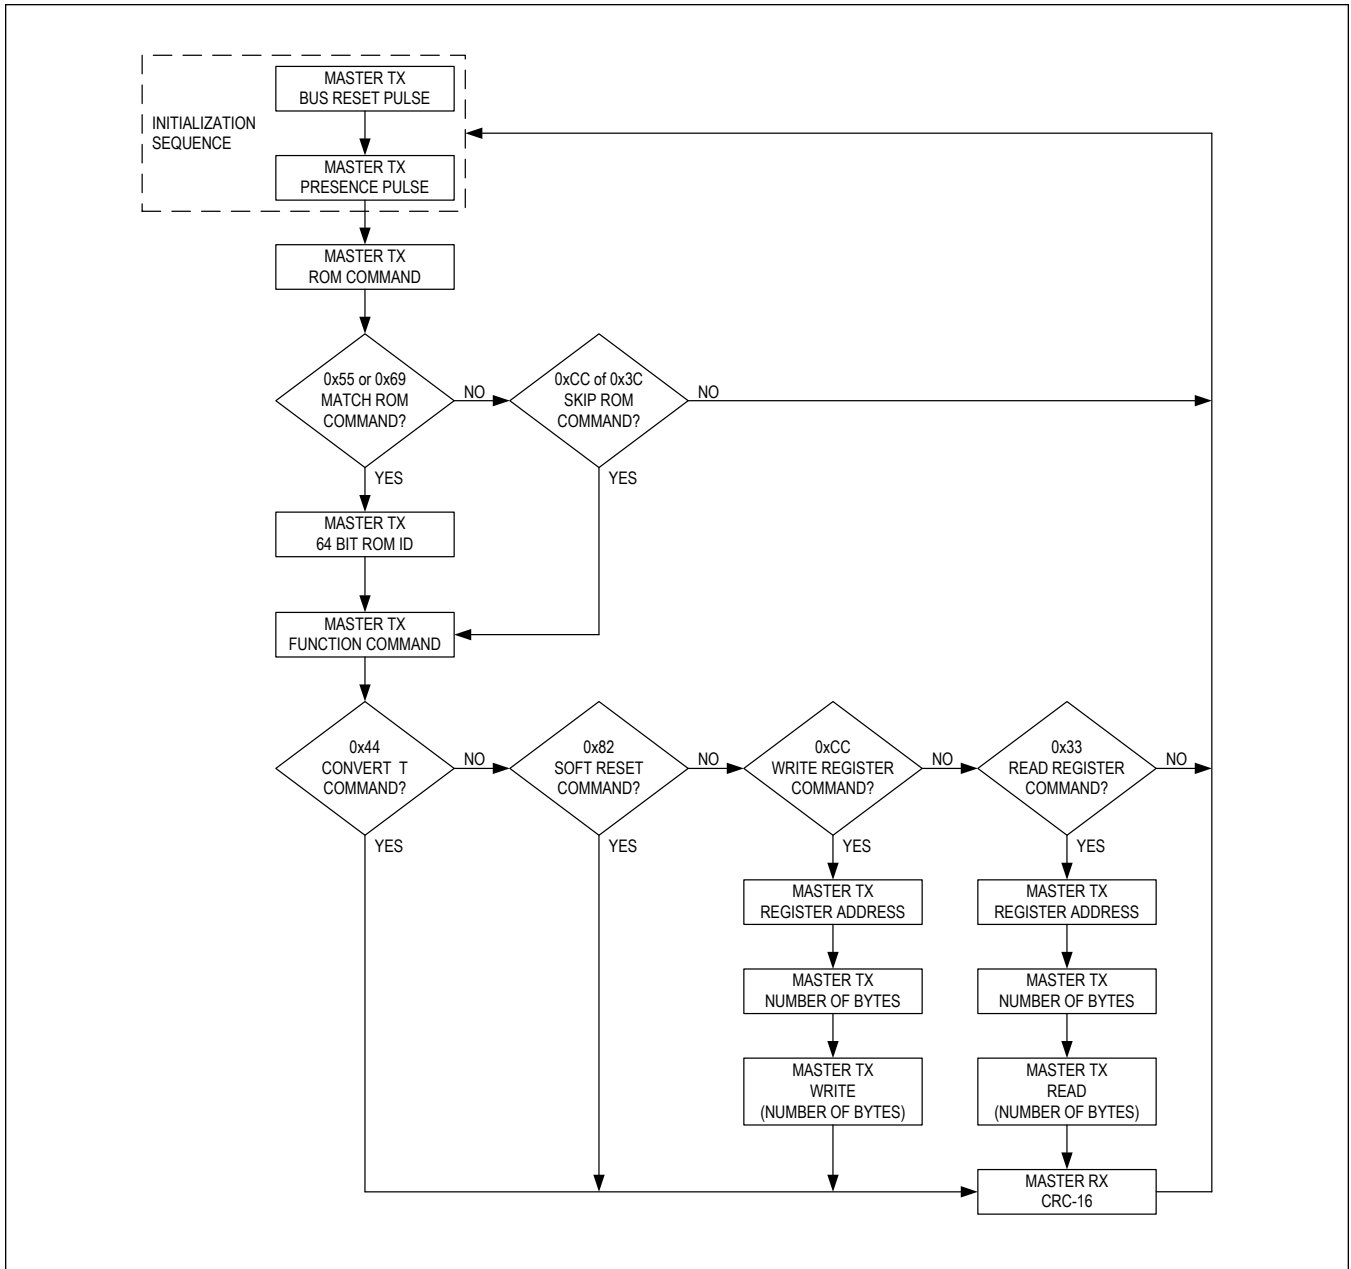 MASTER TX
BUS RESET PULSE
INITIALIZATION
SEQUENCE
MASTER TX
PRESENCE PULSE
MASTER TX
ROM COMMAND
0x55 or 0x69
MATCH ROM
COMMAND?
NO
YES
0xCC of 0x3C
SKIP ROM
COMMAND?
NO
YES
MASTER TX
64 BIT ROM ID
MASTER TX
FUNCTION COMMAND
0x44
CONVERT T
COMMAND?
NO
YES
0x82
SOFT RESET
COMMAND?
NO
YES
0xCC
WRITE REGISTER
COMMAND?
NO
YES
0x33
READ REGISTER
COMMAND?
NO
YES
MASTER TX
REGISTER ADDRESS
MASTER TX
NUMBER OF BYTES
MASTER TX
WRITE
(NUMBER OF BYTES)
MASTER TX
REGISTER ADDRESS
MASTER TX
NUMBER OF BYTES
MASTER TX
READ
(NUMBER OF BYTES)
MASTER RX
CRC-16